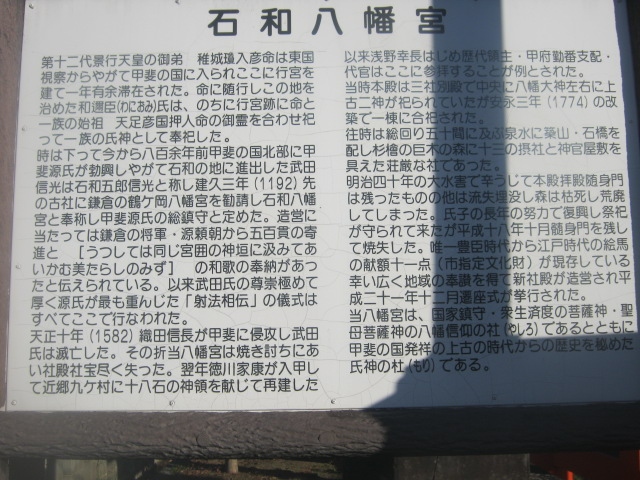 石和八幡宮
第十二代景行天皇の御弟　稚城瓊入彦命は東国
視察からやがて甲斐の国に入られここに行宮を
建て一年有余滞在された。命に随行しこの地を
治めた和邇臣(わにおみ)氏は、のちに行宮跡に命と
一族の始祖　天足彦国押人命の御霊を合わせ祀
って一族の氏神として奉祀した。
時は下って今から八百余年前甲斐の国北部に甲
斐源氏が勃興しやがて石和の地に進出した武田
信光は石和五郎信光と称し建久三年(1192)先
の古社に鎌倉の鶴ケ岡八幡宮を勧請し石和八幡
宮と奉称し甲斐源氏の総鎮守と定めた。造営に
当たっては鎌倉の将軍・源頼朝から五百貫の寄
進と　[うつしては同じ宮囲の神垣に汲みてあ
いかむ美たらしのみず]　の和歌の奉納があっ
たと伝えられている。以来武田氏の尊崇極めて
厚く源氏が最も重んじた「射法相伝」の儀式は
すべてここで行なわれた。
天正十年(1582)織田信長が甲斐に侵攻し武田
氏は滅亡した。その折当八幡宮は焼き討ちにあ
い社殿社宝尽く失った。翌年徳川家康が入甲し
て近郷九ケ村に十八石の神領を献じて再建した
以来浅野幸長はじめ歴代領主・甲府勤番支配・
代官はここに参拝することが例とされた。
当時本殿は三社別殿で中央に八幡大神左右に上
古二神が祀られていたが安永三年(1774)の改
築で一棟に合祀された。
往時は総回り五十間に及ぶ泉水に築山・石橋を
配し杉檜の巨木の森に十三の摂社と神官屋敷を
具えた荘厳な社であった。
明治四十年の大水害で辛うじて本殿拝殿随身門
は残ったものの他は流失埋没し森は枯死し荒廃
してしまった。氏子の長年の努力で復興し祭祀
が守られて来たが平成十八年十月髄身門を残し
て焼失した。唯一豊臣時代から江戸時代の絵馬
の献額十一点(市指定文化財)が現存している
幸い広く地域の奉讃を得て新社殿が造営され平
成二十一年十二月遷座式が挙行された。
当八幡宮は、国家鎮守・衆生済度の菩薩神・聖
母菩薩神の八幡信仰の社(やしろ)であるとともに
甲斐の国発祥の上古の時代からの歴史を秘めた
氏神の杜(もり)である。